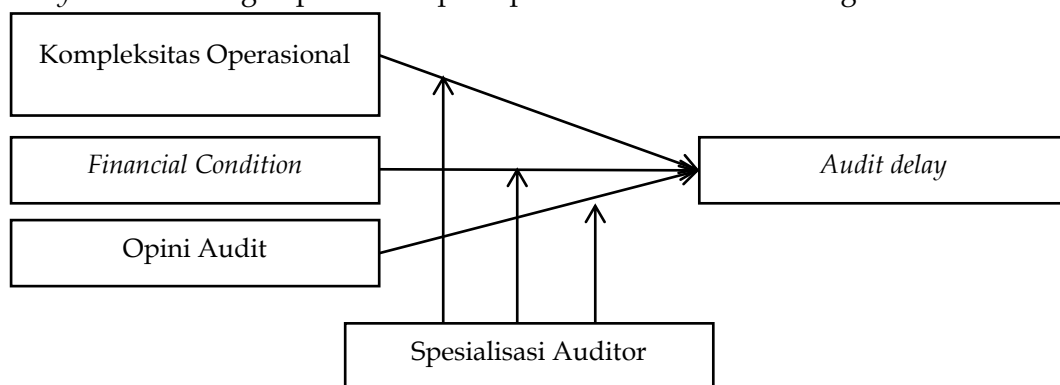 Kompleksitas Operasional
Financial Condition
Audit delay
Opini Audit
Spesialisasi Auditor